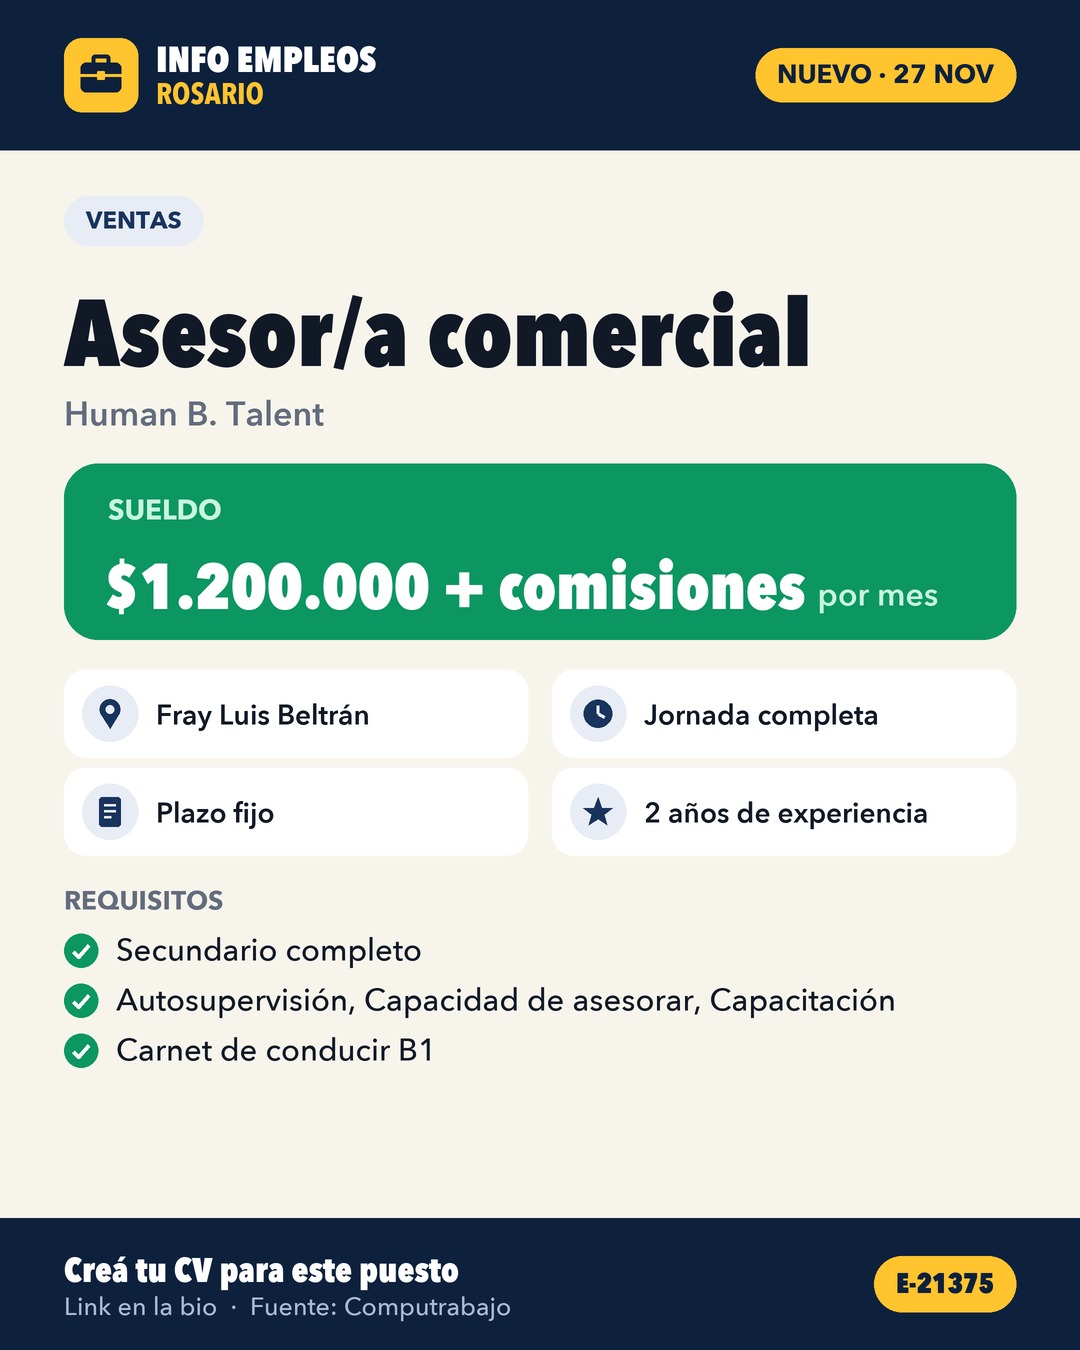 INFO EMPLEOS
ROSARIO
NUEVO · 27 NOV
VENTAS
Asesor/a comercial
Human B. Talent
SUELDO
$1.200.000 + comisiones por mes
Fray Luis Beltrán
Jornada completa
Plazo fijo
2 años de experiencia
REQUISITOS
Secundario completo
Autosupervisión, Capacidad de asesorar, Capacitación
Carnet de conducir B1
Creá tu CV para este puesto
Link en la bio · Fuente: Computrabajo
E-21375